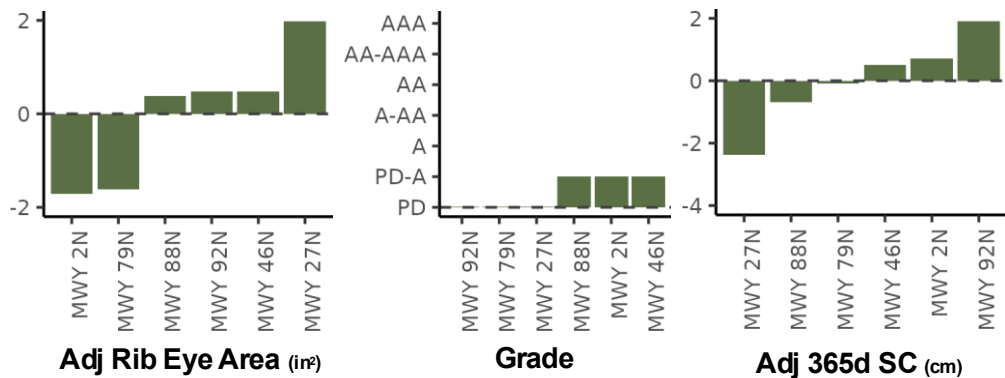 2
0
-2
MWY 2N
MWY 79N
MWY 88N
MWY 92N
MWY 46N
MWY 27N
Adj Rib Eye Area (in²)
AAA
AA-AAA
AA
A-AA
A
PD-A
PD
MWY 92N
MWY 79N
MWY 27N
MWY 88N
MWY 2N
MWY 46N
Grade
2
0
-2
-4
MWY 27N
MWY 88N
MWY 79N
MWY 46N
MWY 2N
MWY 92N
Adj 365d SC (cm)